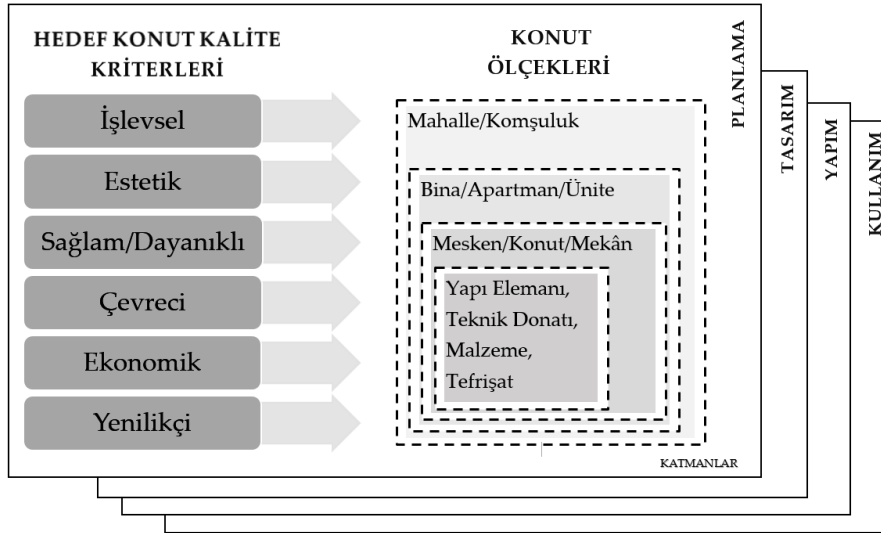 HEDEF KONUT KALİTE
KRİTERLERİ
İşlevsel
Estetik
Sağlam/Dayanıklı
Çevreci
Ekonomik
Yenilikçi
KONUT
ÖLÇEKLERİ
Mahalle/Komşuluk
Bina/Apartman/Ünite
Mesken/Konut/Mekân
Yapı Elemanı,
Teknik Donatı,
Malzeme,
Tefrişat
KATMANLAR
PLANLAMA
TASARIM
YAPIM
KULLANIM